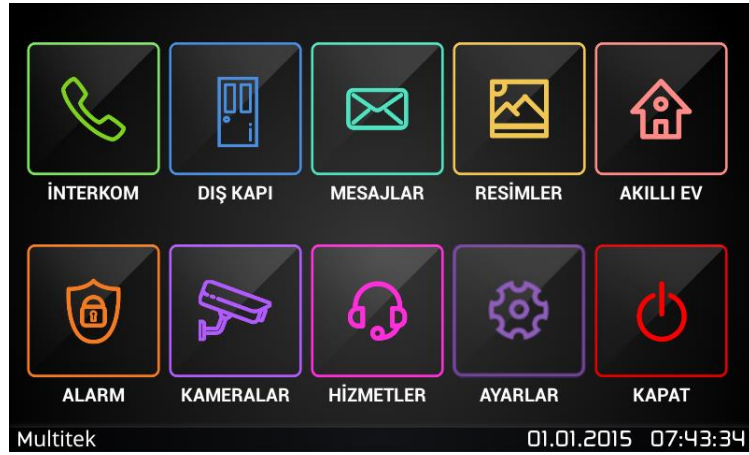 İNTERKOM DIŞ KAPI MESAJLAR RESİMLER AKILLI EV
ALARM KAMERALAR HİZMETLER AYARLAR KAPAT
Multitek 01.01.2015 07:43:34